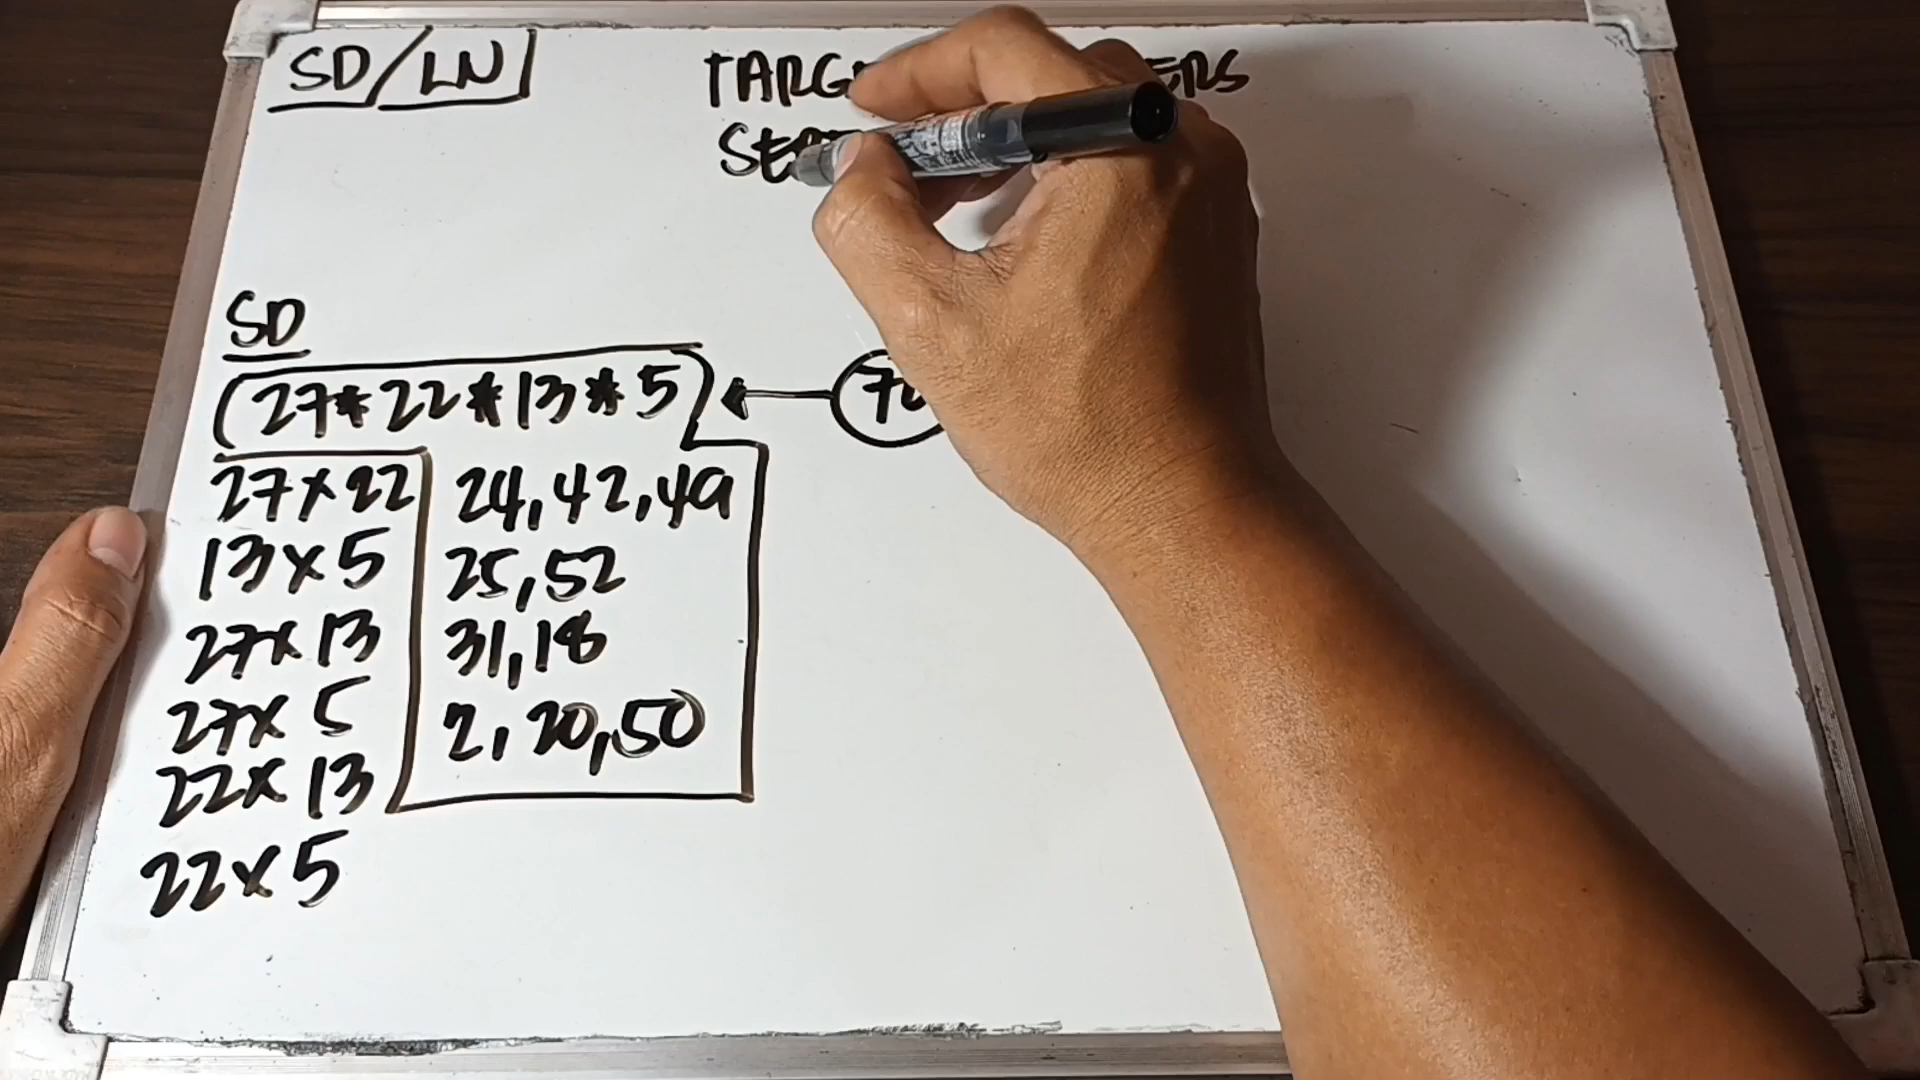 SD/LN
SD
(27*22*13*5)
27x22 24,42,49
13x5 25,52
27x13 31,18
27x5 2,20,50
22x13
22x5